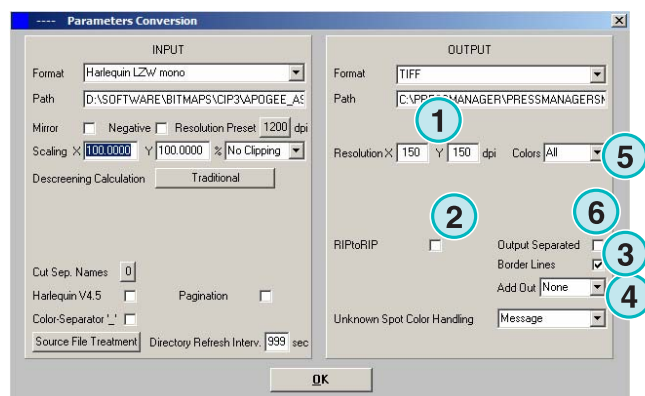 ---- Parameters Conversion
INPUT
Format Harlequin LZW mono
Path D:\SOFTWARE\BITMAPS\CIP3\APOGEE_AS
Mirror Negative Resolution Preset 1200 dpi
Scaling X 100.0000 Y 100.0000 % No Clipping
Descreening Calculation Traditional
Cut Sep. Names 0
Harlequin V4.5 Pagination
Color-Separator '_'
Source File Treatment Directory Refresh Interv. 999 sec
OUTPUT
Format TIFF
Path C:\PRESSMANAGER\PRESSMANAGERSM
1
Resolution X 150 Y 150 dpi Colors All 5
2 6
RIPtoRIP Output Separated
Border Lines 3
Add Out None 4
Unknown Spot Color Handling Message
OK